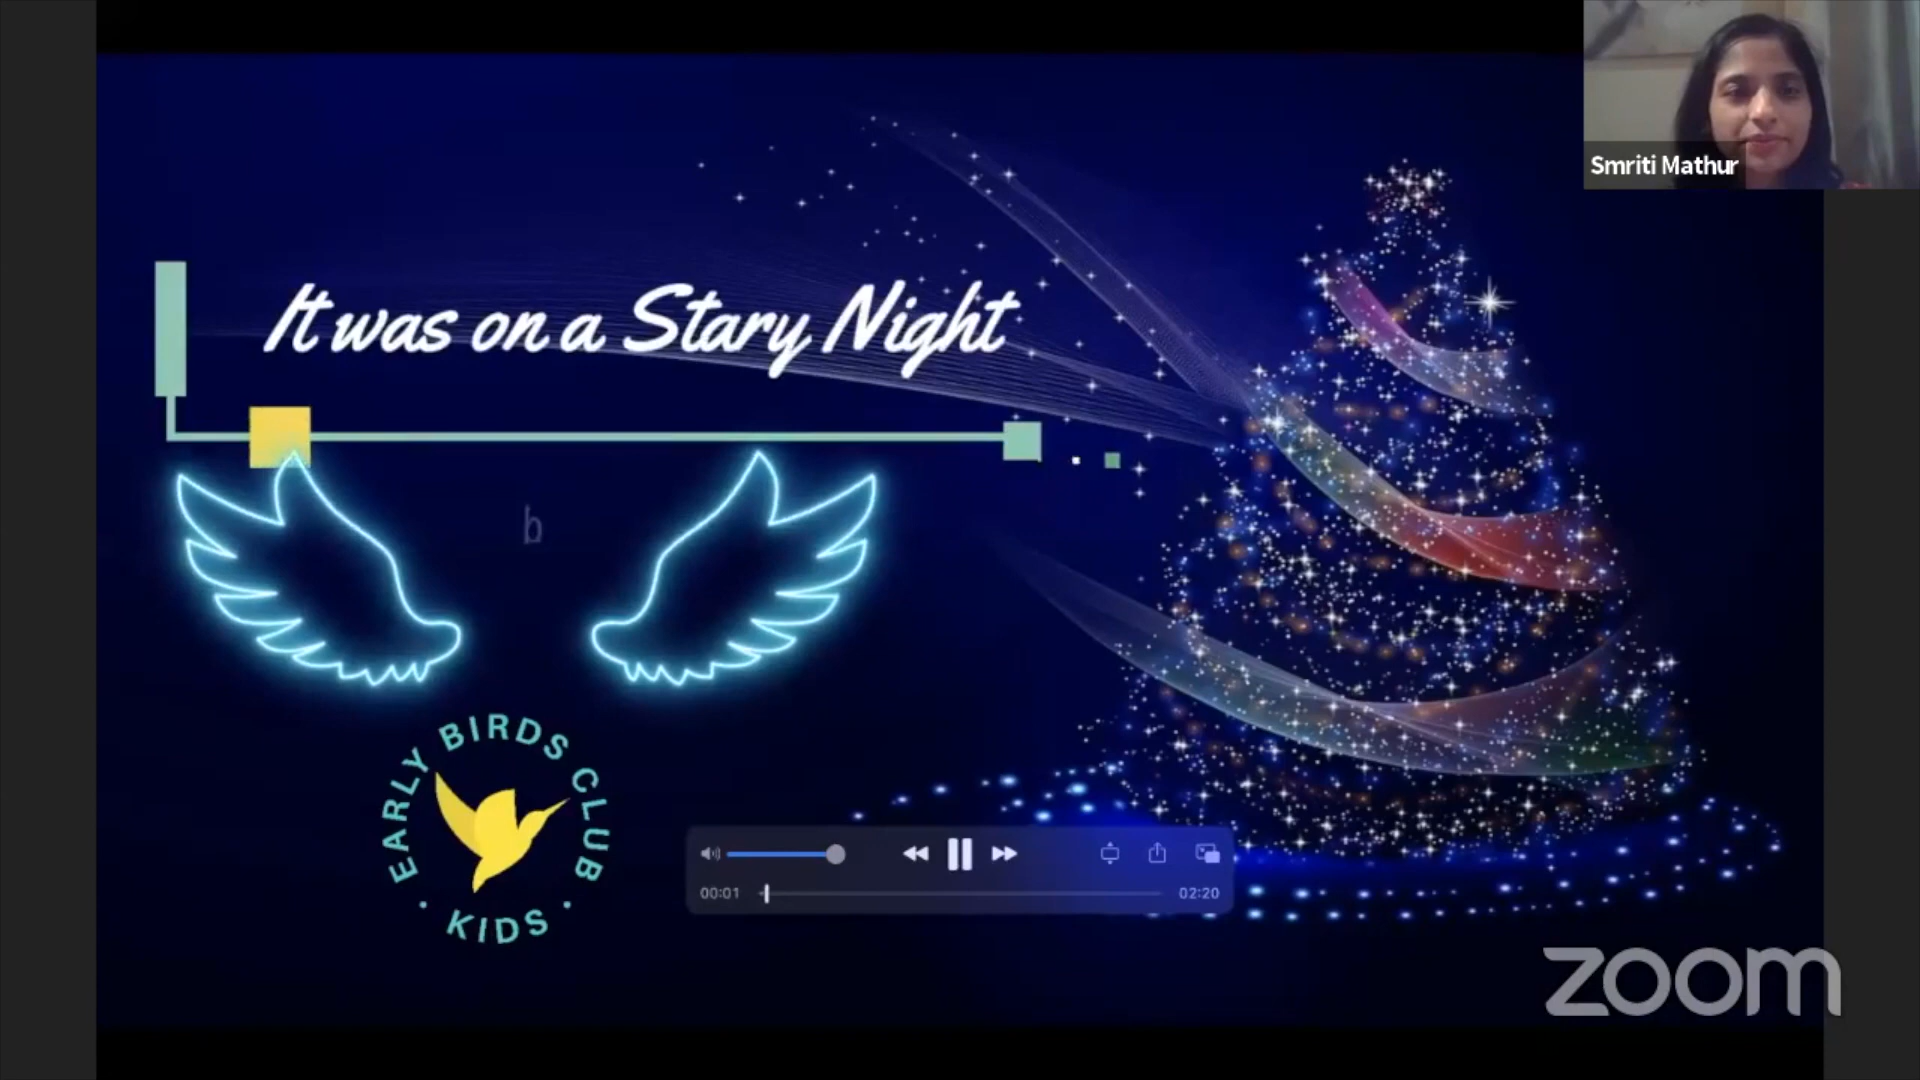 Smriti Mathur
It was on a Stary Night
b
EARLY BIRDS CLUB
· KIDS ·
00:01
02:20
zoom